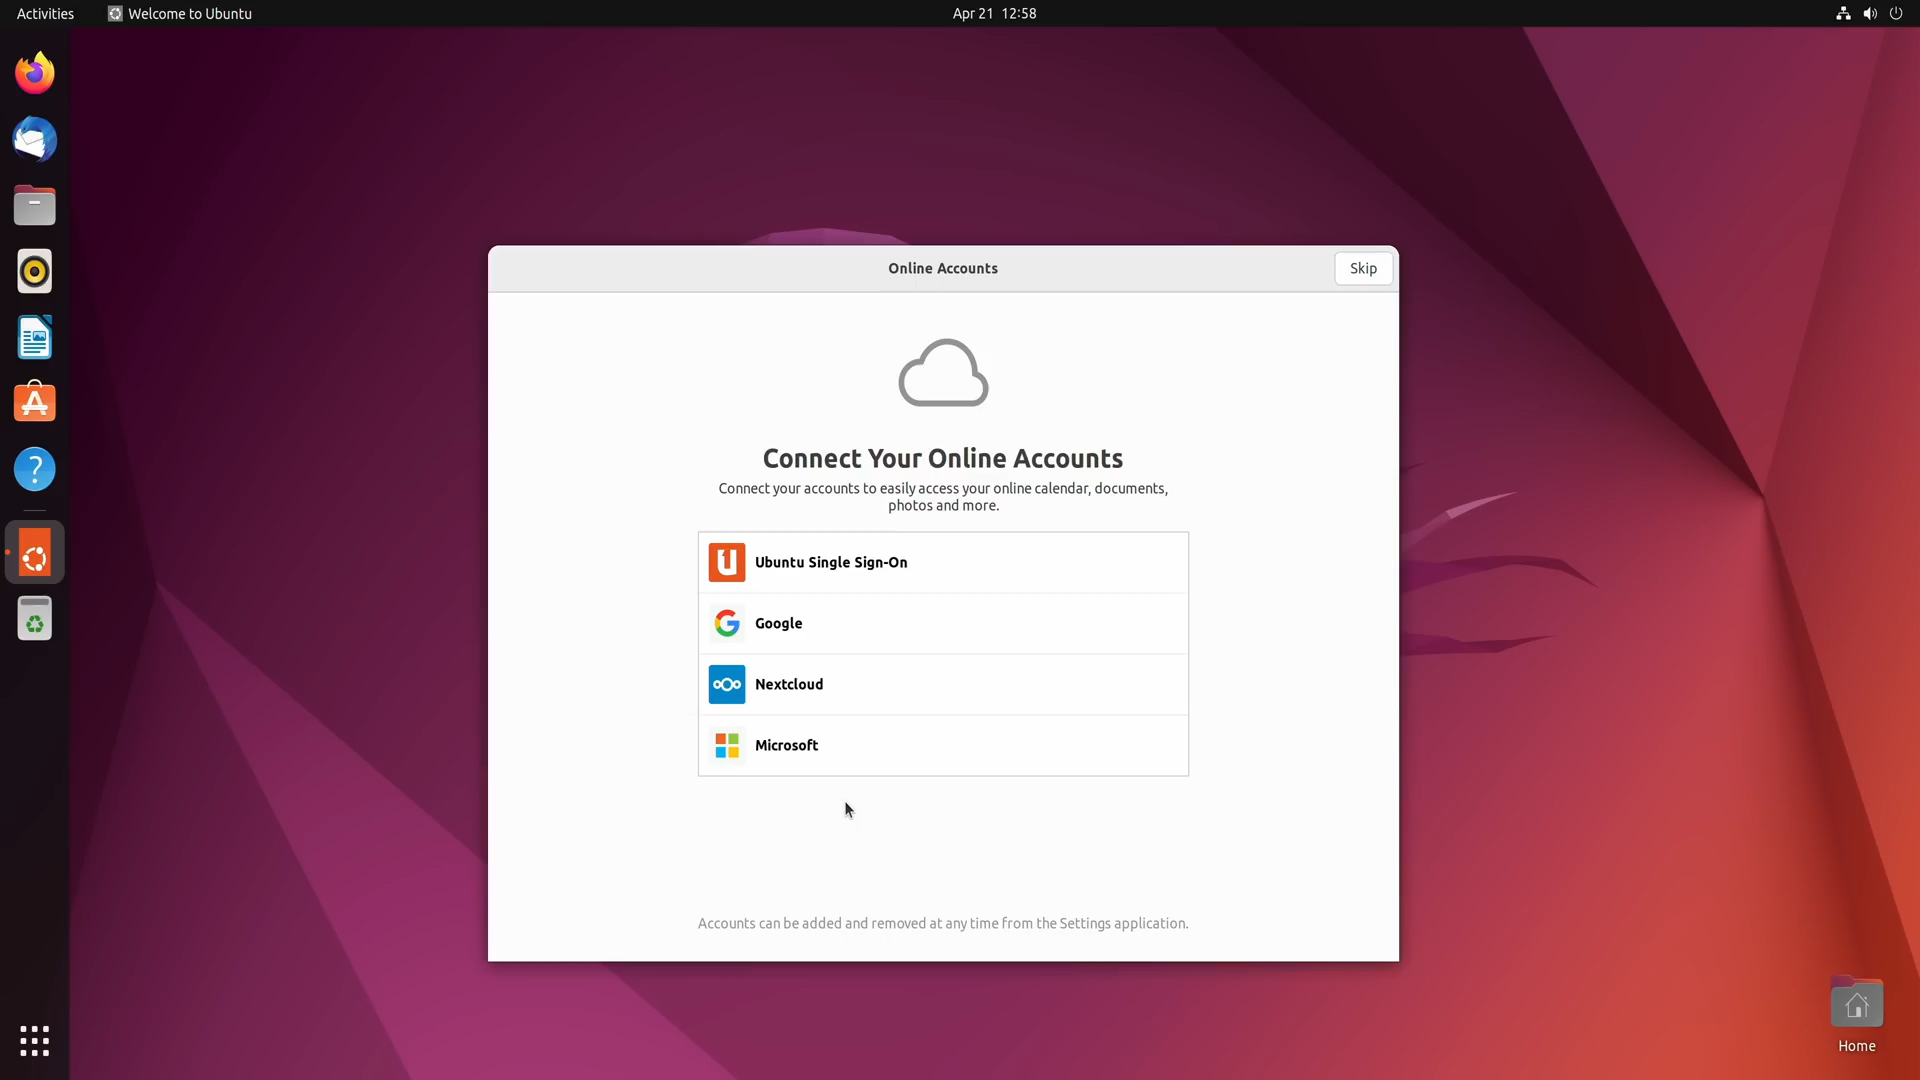 Activities
Welcome to Ubuntu
Apr 21 12:58
Online Accounts
Skip
Connect Your Online Accounts
Connect your accounts to easily access your online calendar, documents,
photos and more.
Ubuntu Single Sign-On
Google
Nextcloud
Microsoft
Accounts can be added and removed at any time from the Settings application.
Home